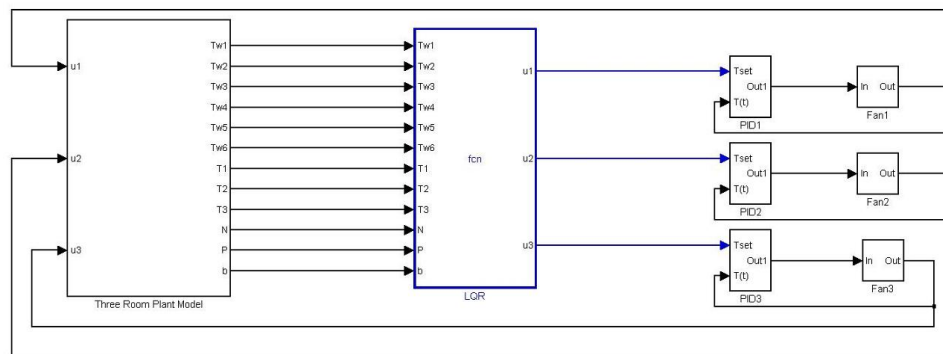 u1
u2
u3
Tw1
Tw2
Tw3
Tw4
Tw5
Tw6
T1
T2
T3
N
P
b
Three Room Plant Model
Tw1
Tw2
Tw3
Tw4
Tw5
Tw6
T1
T2
T3
N
P
b
fcn
u1
u2
u3
LQR
Tset
Out1
T(t)
PID1
In Out
Fan1
Tset
Out1
T(t)
PID2
In Out
Fan2
Tset
Out1
T(t)
PID3
In Out
Fan3